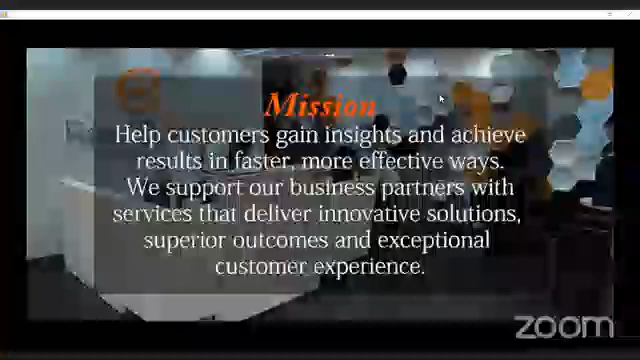 Mission
Help customers gain insights and achieve
results in faster, more effective ways.
We support our business partners with
services that deliver innovative solutions,
superior outcomes and exceptional
customer experience.
zoom